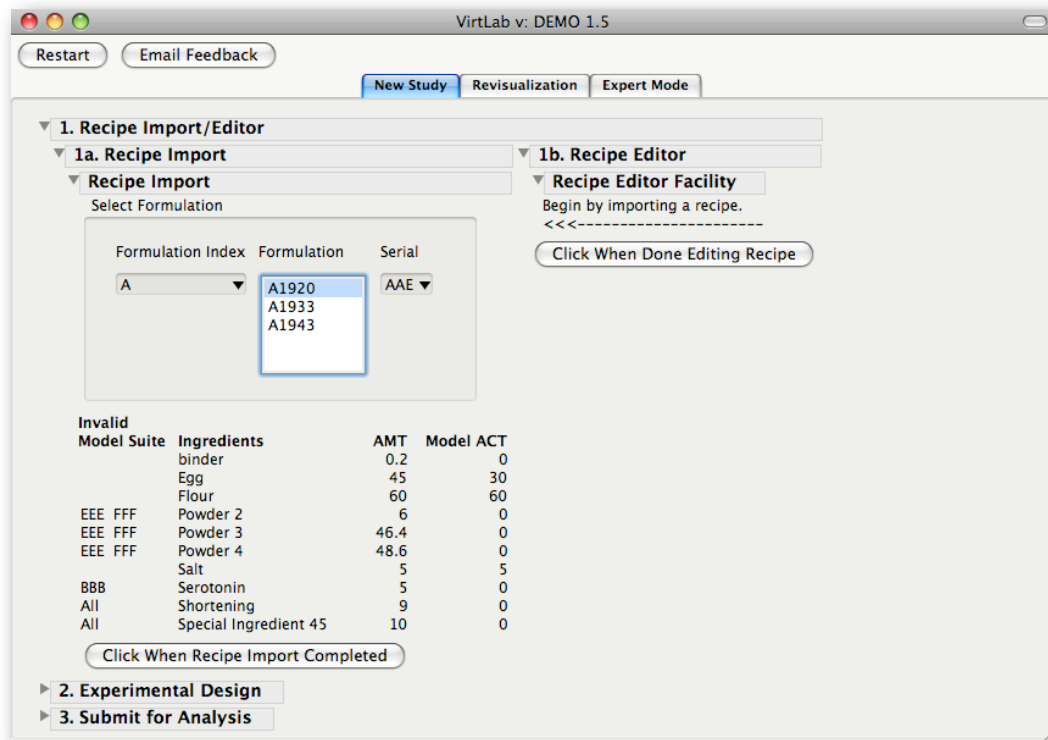 VirtLab v: DEMO 1.5
Restart Email Feedback
New Study Revisualization Expert Mode
1. Recipe Import/Editor
1a. Recipe Import 1b. Recipe Editor
Recipe Import Recipe Editor Facility
Select Formulation Begin by importing a recipe.
<<<----------------------
Formulation Index Formulation Serial Click When Done Editing Recipe
A A1920 AAE
A1933
A1943
Invalid
Model Suite Ingredients AMT Model ACT
binder 0.2 0
Egg 45 30
Flour 60 60
EEE FFF Powder 2 6 0
EEE FFF Powder 3 46.4 0
EEE FFF Powder 4 48.6 0
Salt 5 5
BBB Serotonin 5 0
All Shortening 9 0
All Special Ingredient 45 10 0
Click When Recipe Import Completed
2. Experimental Design
3. Submit for Analysis